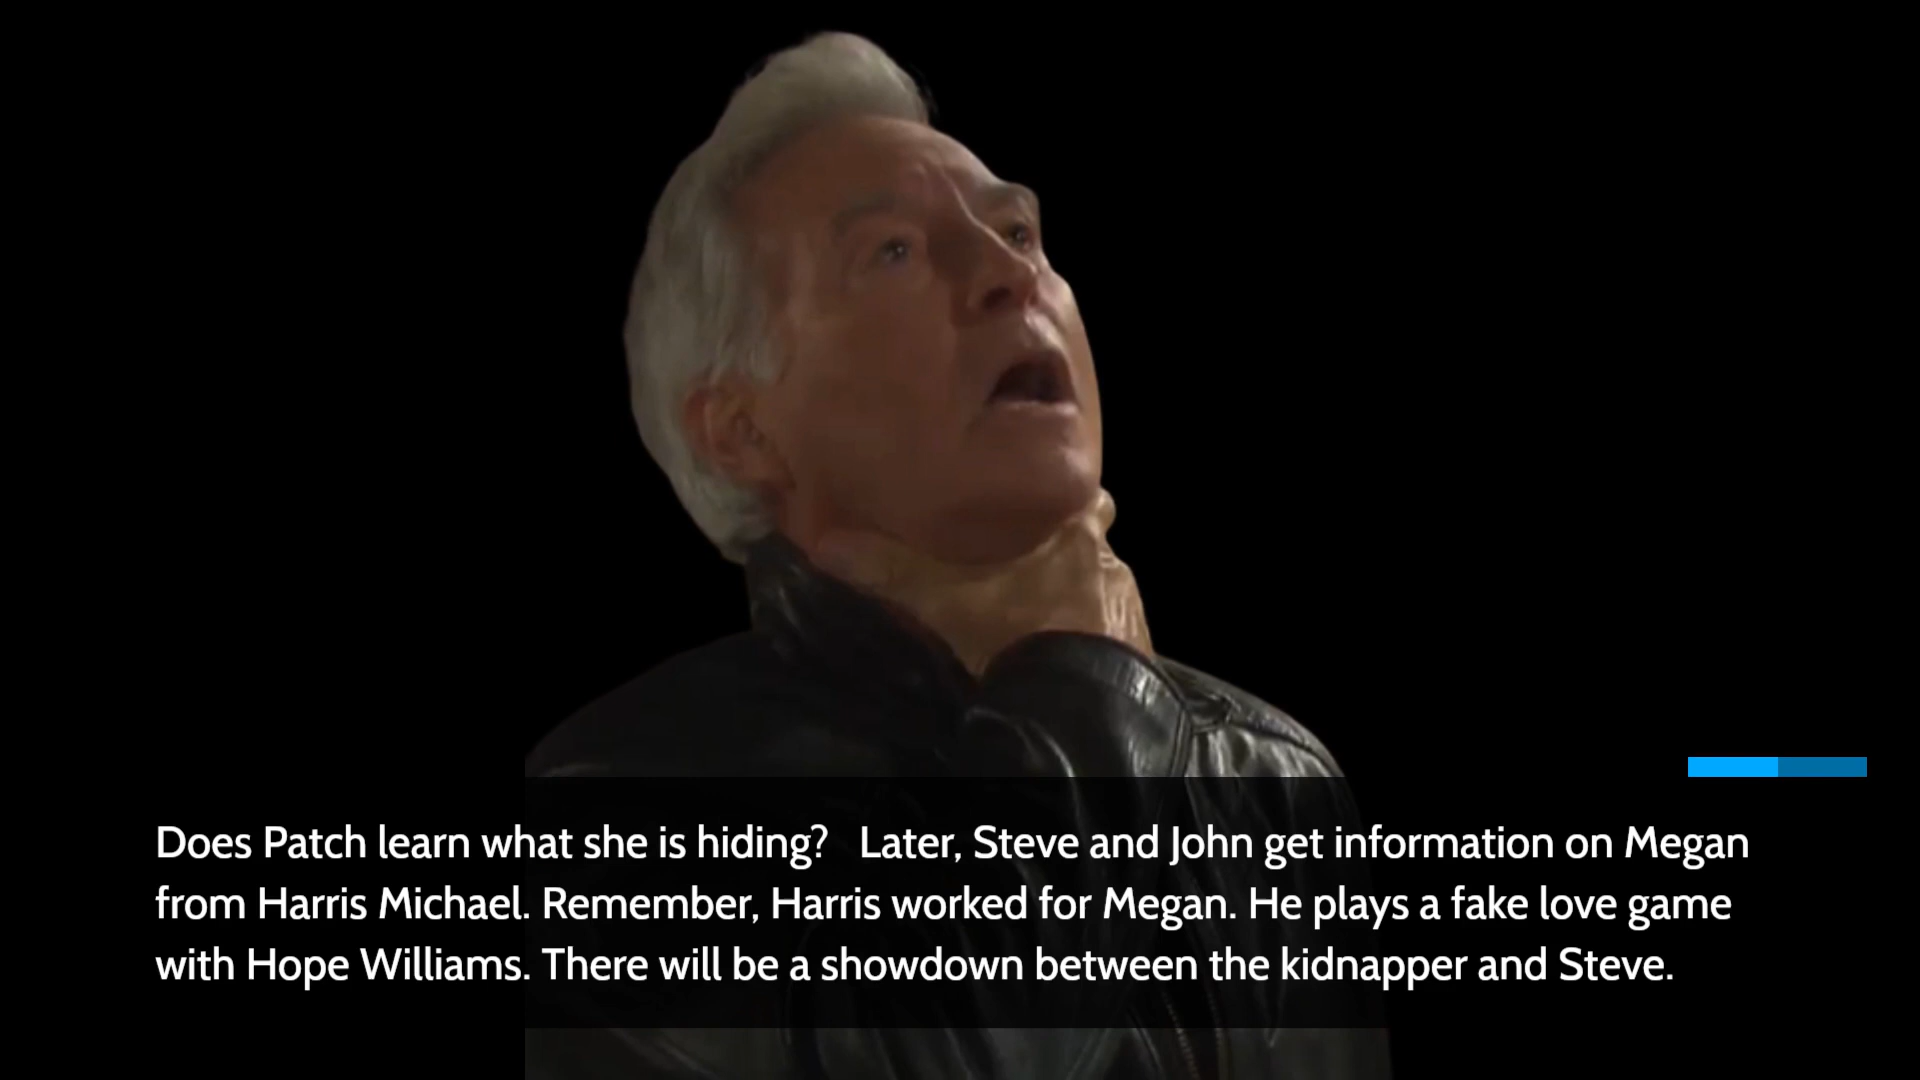 Does Patch learn what she is hiding?   Later, Steve and John get information on Megan
from Harris Michael. Remember, Harris worked for Megan. He plays a fake love game
with Hope Williams. There will be a showdown between the kidnapper and Steve.